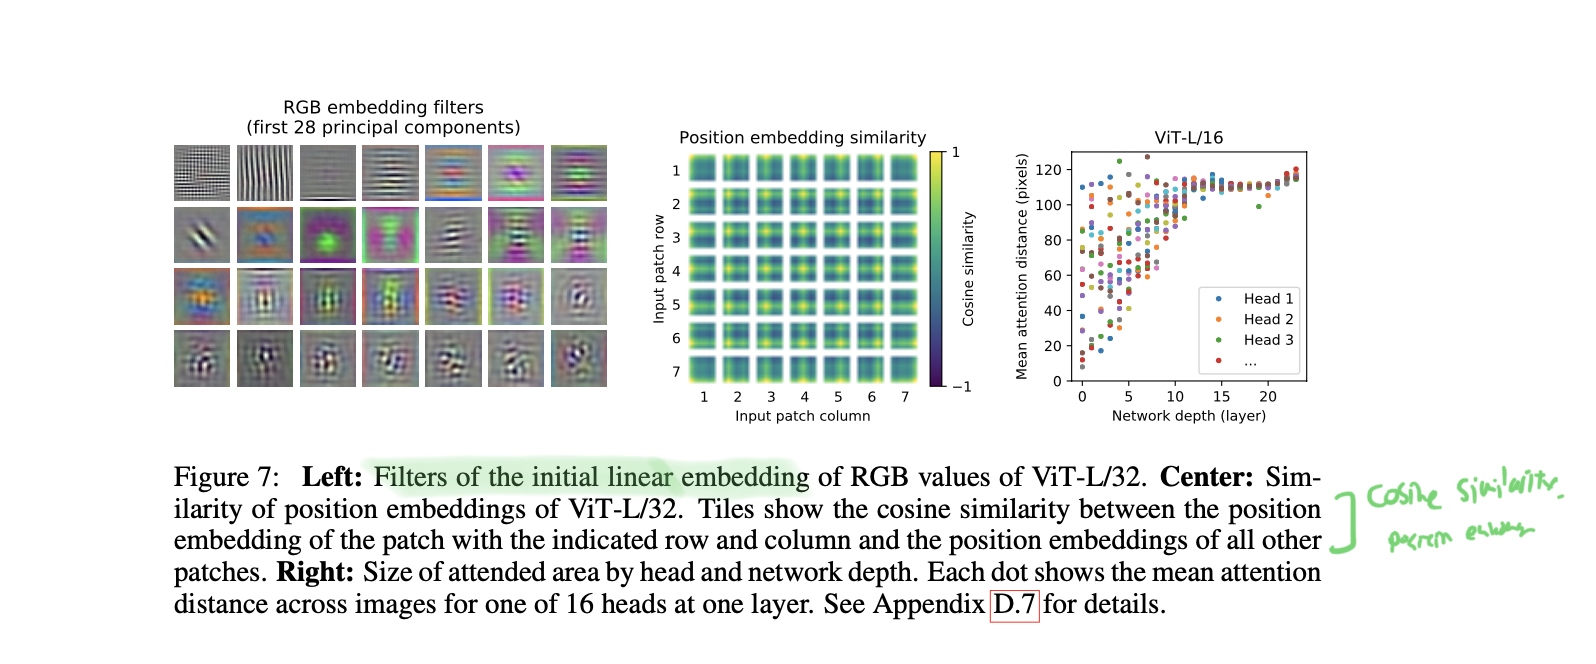 RGB embedding filters
(first 28 principal components)
Position embedding similarity
1
2
3
4
5
6
7
Input patch row
1 2 3 4 5 6 7
Input patch column
1
−1
Cosine similarity
ViT-L/16
Mean attention distance (pixels)
120
100
80
60
40
20
0
Head 1
Head 2
Head 3
...
0 5 10 15 20
Network depth (layer)
Figure 7: Left: Filters of the initial linear embedding of RGB values of ViT-L/32. Center: Sim-
ilarity of position embeddings of ViT-L/32. Tiles show the cosine similarity between the position
embedding of the patch with the indicated row and column and the position embeddings of all other
patches. Right: Size of attended area by head and network depth. Each dot shows the mean attention
distance across images for one of 16 heads at one layer. See Appendix D.7 for details.
Cosine similarity.